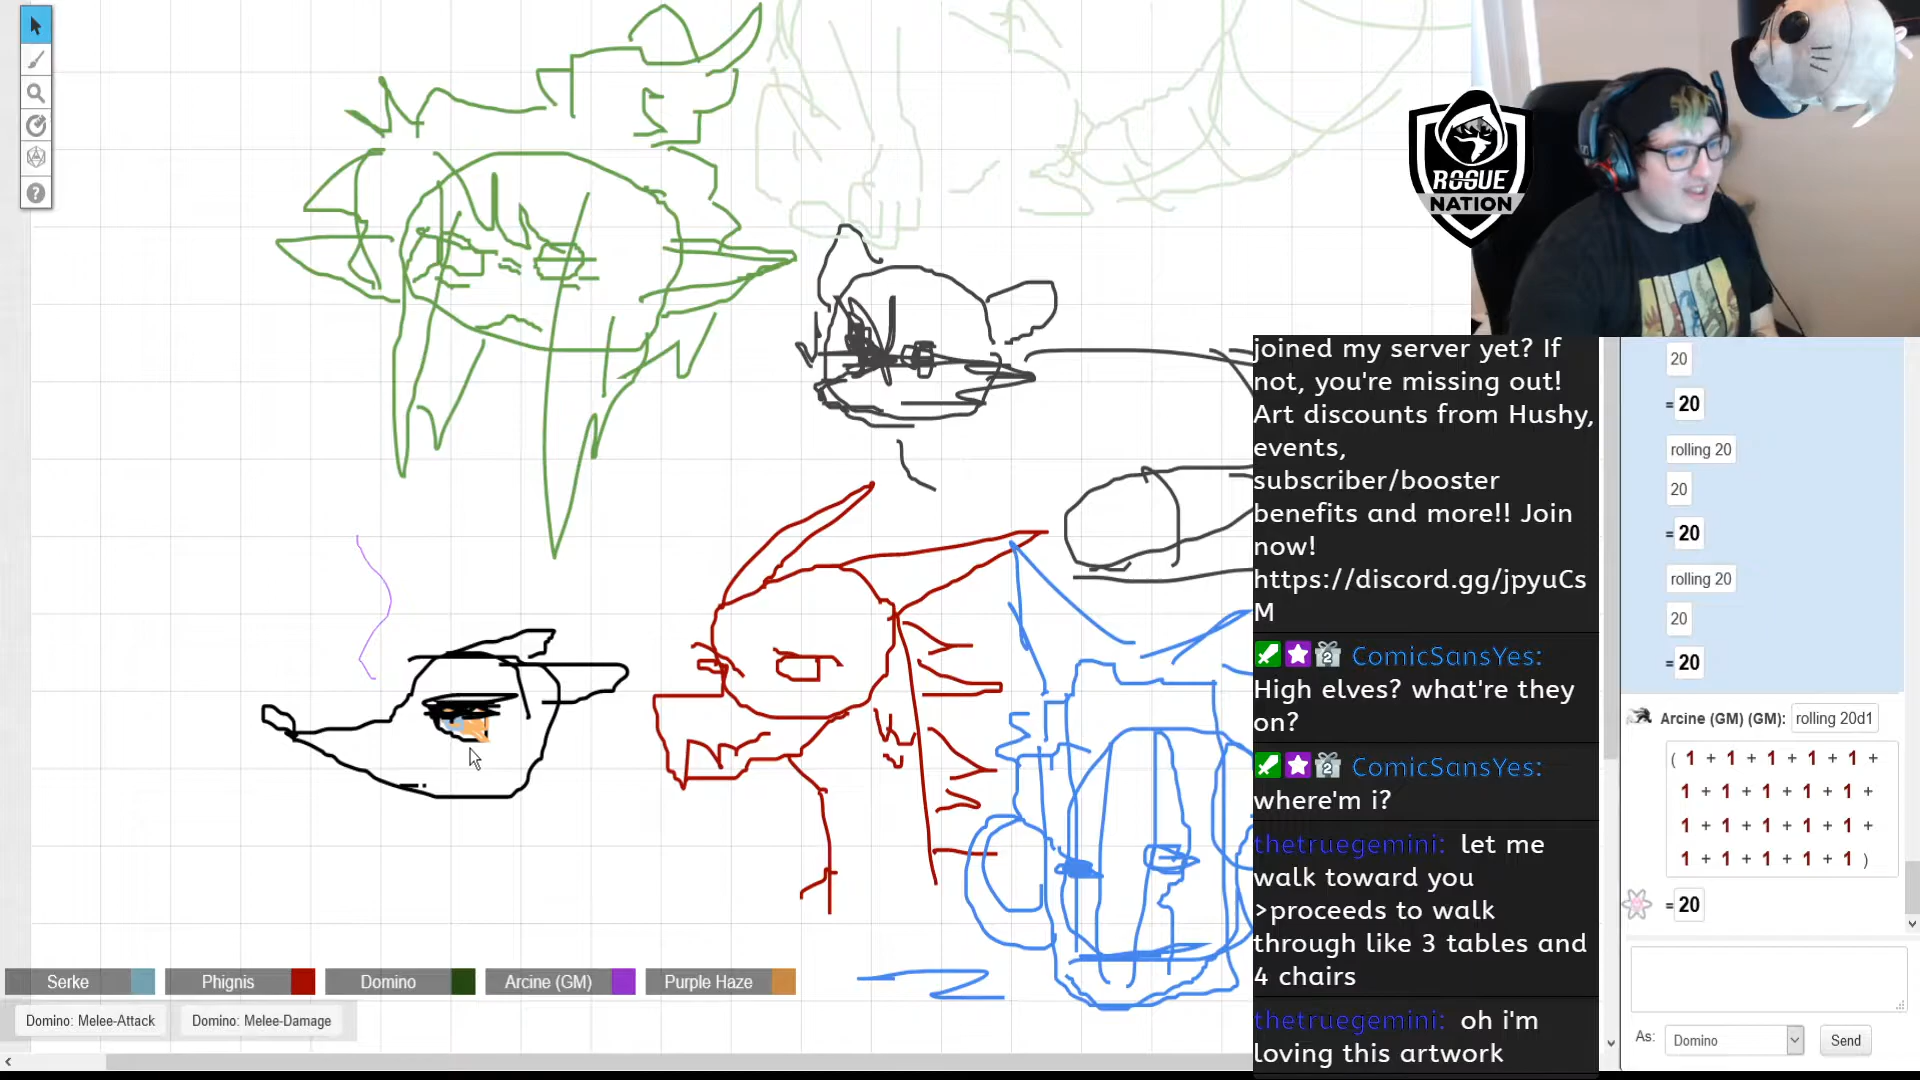 ROGUE
NATION
joined my server yet? If
not, you're missing out!
Art discounts from Hushy,
events,
subscriber/booster
benefits and more!! Join
now!
https://discord.gg/jpyuCs
M
ComicSansYes:
High elves? what're they
on?
ComicSansYes:
where'm i?
thetruegemini: let me
walk toward you
>proceeds to walk
through like 3 tables and
4 chairs
thetruegemini: oh i'm
loving this artwork
20
= 20
rolling 20
20
= 20
rolling 20
20
= 20
Arcine (GM) (GM): rolling 20d1
( 1 + 1 + 1 + 1 + 1 +
1 + 1 + 1 + 1 + 1 +
1 + 1 + 1 + 1 + 1 +
1 + 1 + 1 + 1 + 1 )
= 20
As: Domino Send
Serke Phignis Domino Arcine (GM) Purple Haze
Domino: Melee-Attack Domino: Melee-Damage